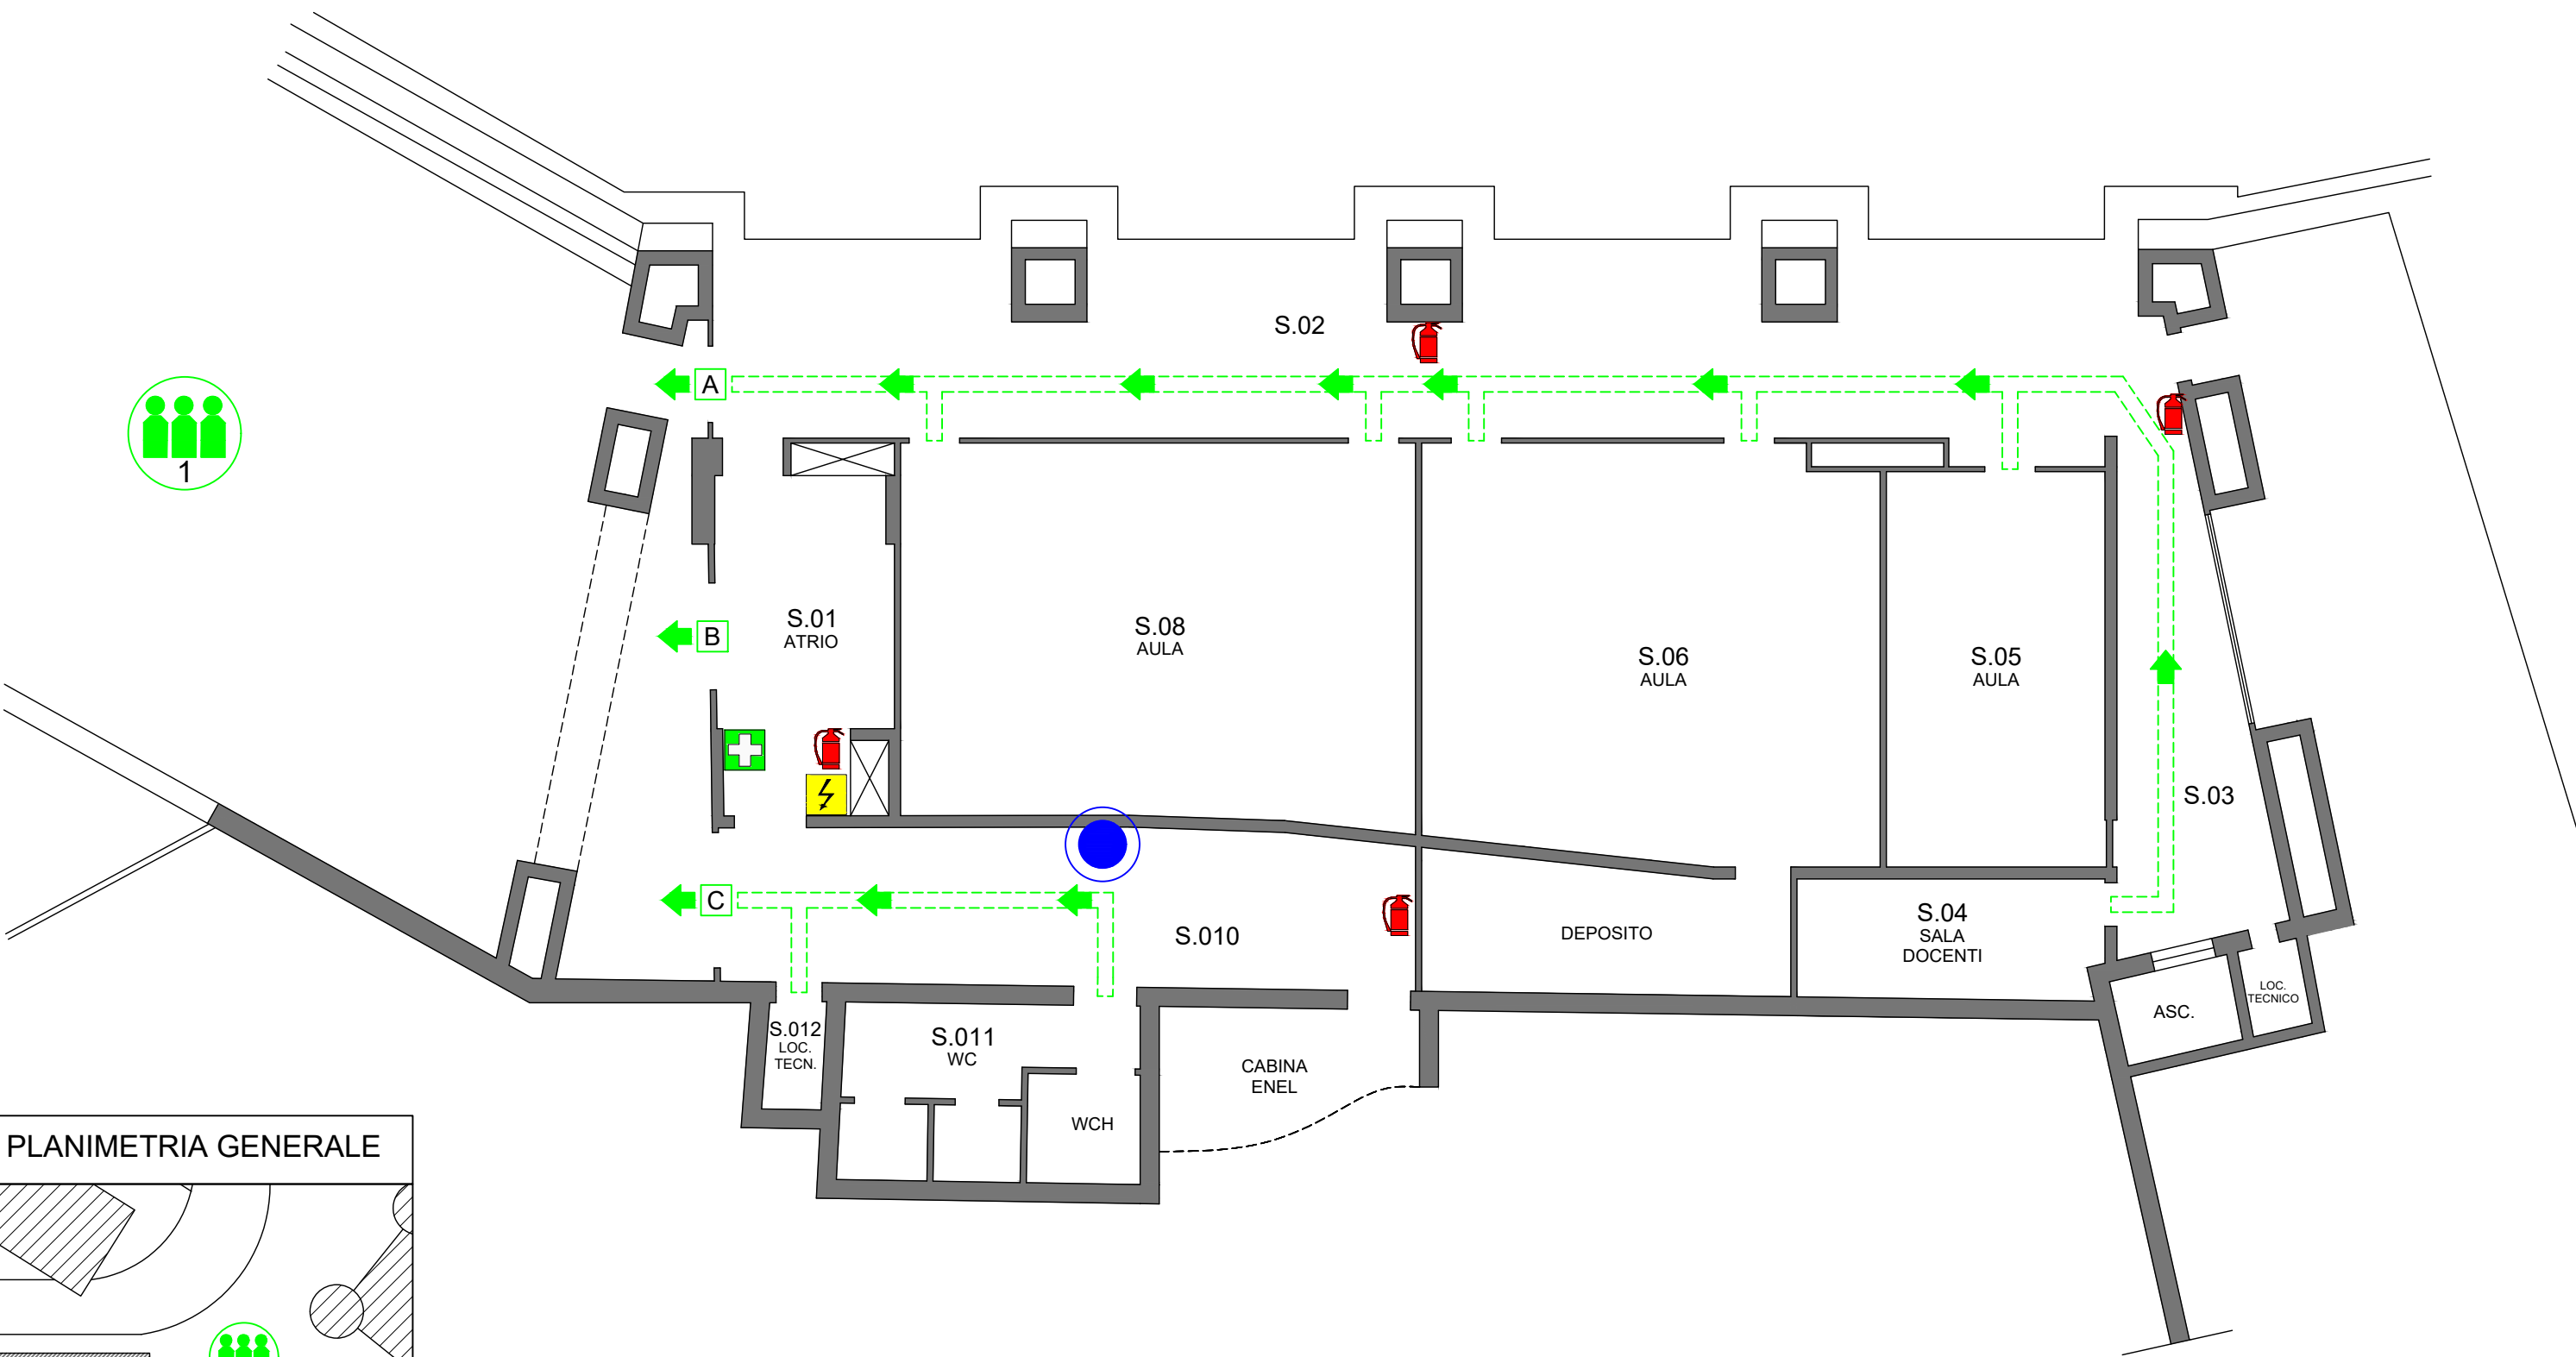 S.02
A
1
S.01
ATRIO
B
S.08
AULA
S.06
AULA
S.05
AULA
S.03
C
S.010
DEPOSITO
S.04
SALA
DOCENTI
S.012
LOC.
TECN.
S.011
WC
WCH
CABINA
ENEL
ASC.
LOC.
TECNICO
PLANIMETRIA GENERALE